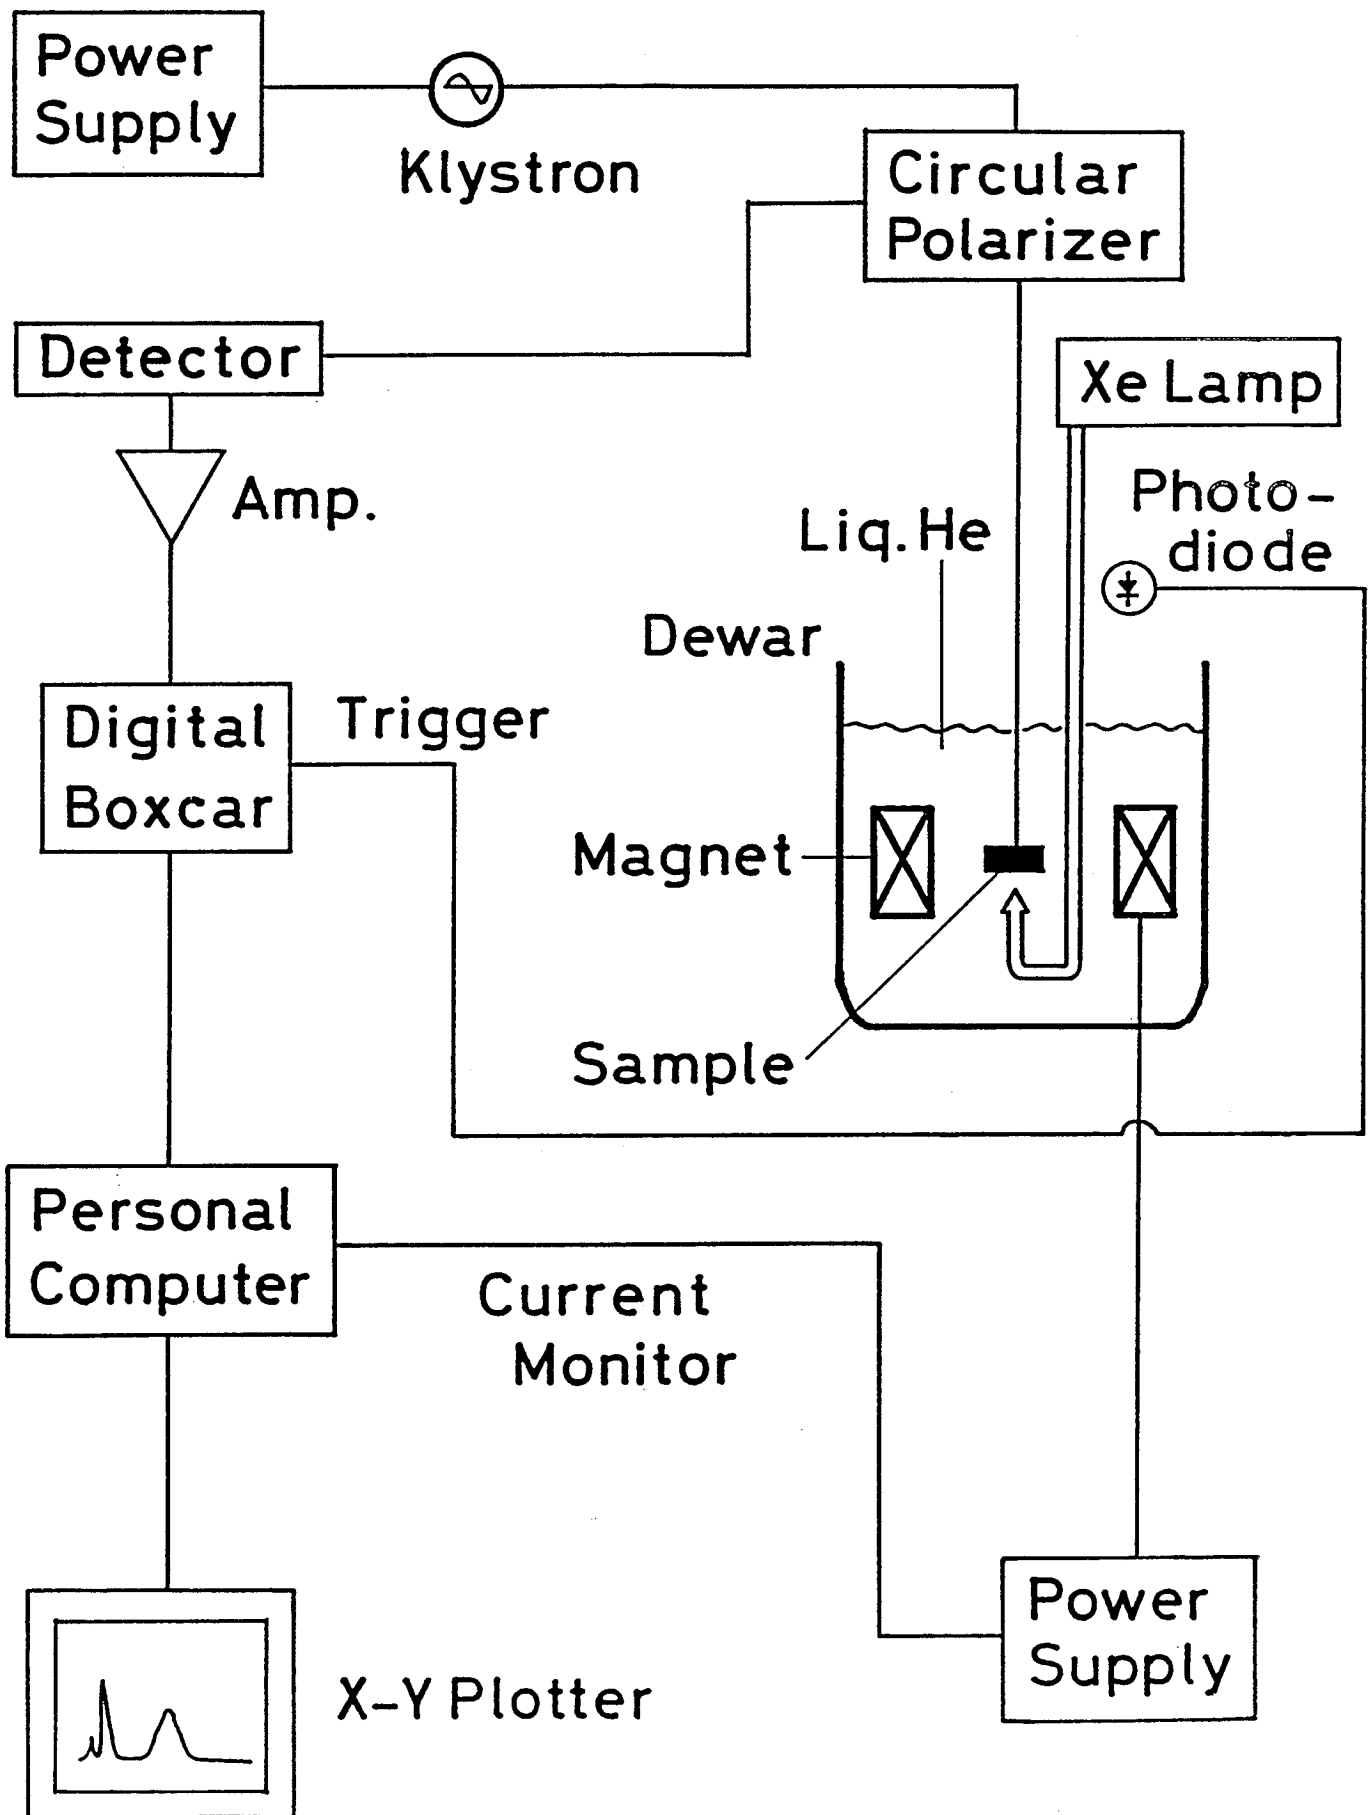 Power
Supply
Klystron
Circular
Polarizer
Detector
Xe Lamp
Amp.
Photo-
diode
Liq. He
Dewar
Digital
Boxcar
Trigger
Magnet
Sample
Personal
Computer
Current
Monitor
Power
Supply
X-Y Plotter